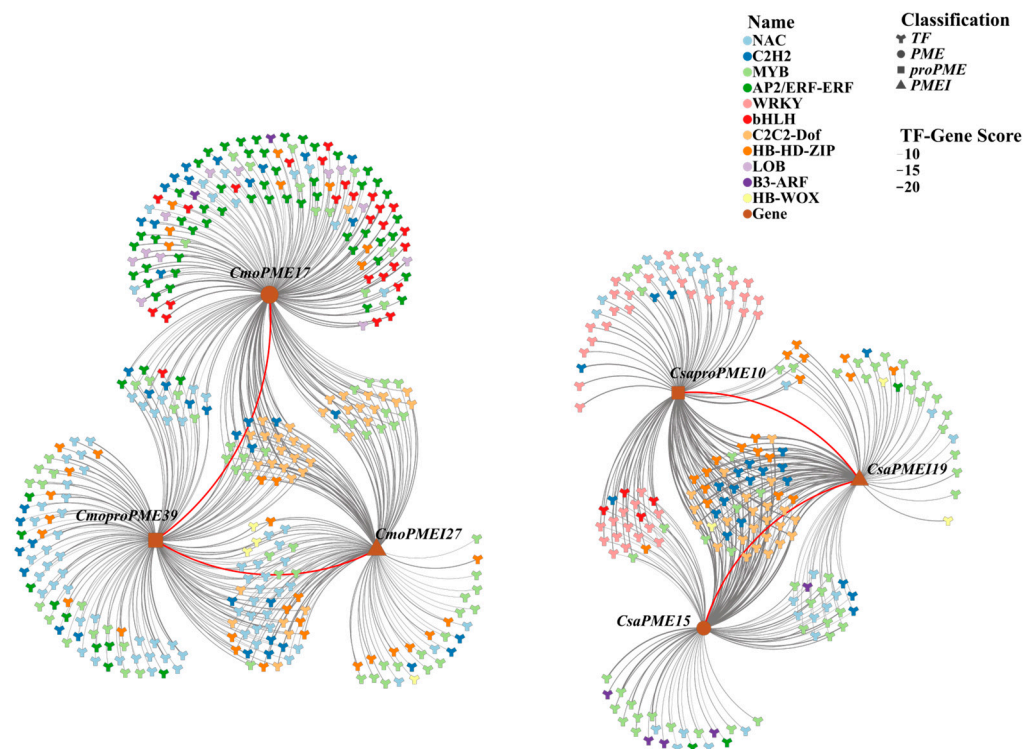 Name
NAC
C2H2
MYB
AP2/ERF-ERF
WRKY
bHLH
C2C2-Dof
HB-HD-ZIP
LOB
B3-ARF
HB-WOX
Gene
Classification
TF
PME
proPME
PMEI
TF-Gene Score
10
15
20
CmoPME17
CmoproPME39
CmoPMEI27
CsaproPME10
CsaPMEI19
CsaPME15